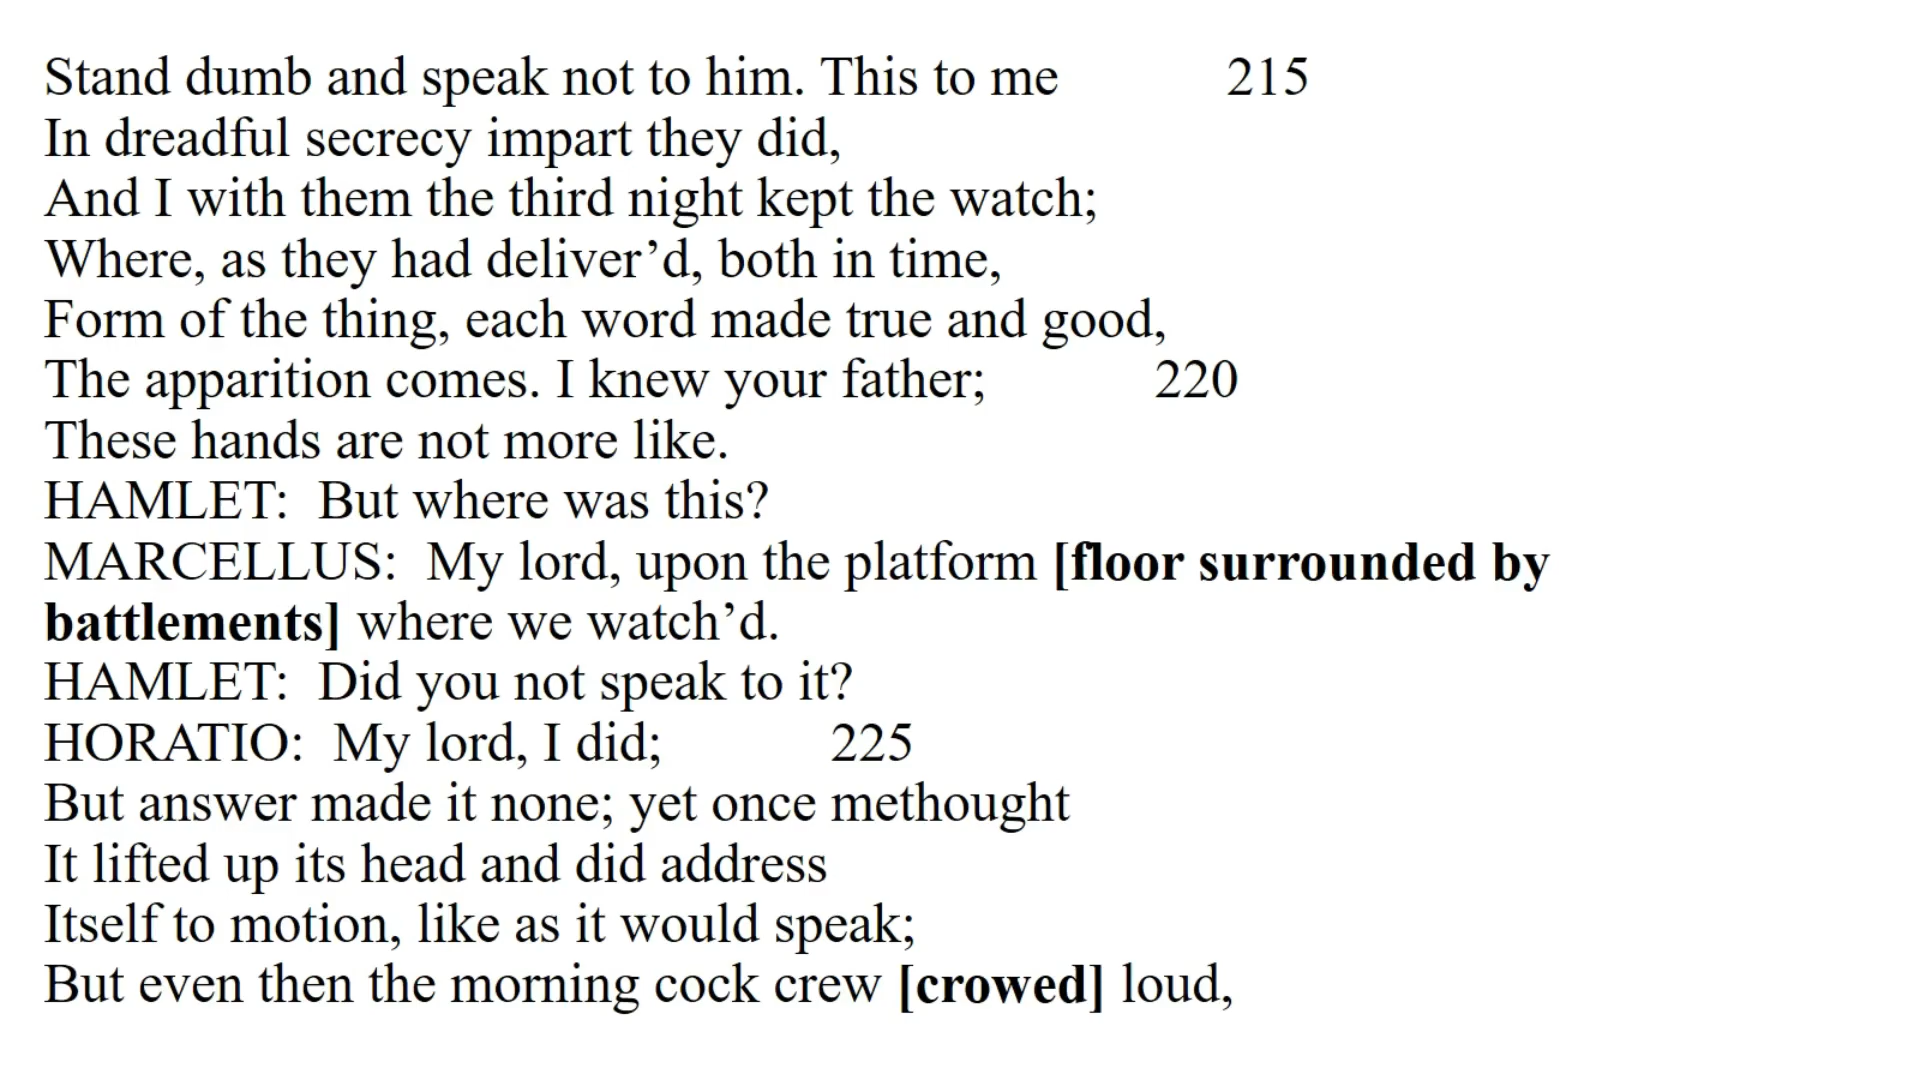 Stand dumb and speak not to him. This to me 215
In dreadful secrecy impart they did,
And I with them the third night kept the watch;
Where, as they had deliver’d, both in time,
Form of the thing, each word made true and good,
The apparition comes. I knew your father; 220
These hands are not more like.
HAMLET: But where was this?
MARCELLUS: My lord, upon the platform [floor surrounded by
battlements] where we watch’d.
HAMLET: Did you not speak to it?
HORATIO: My lord, I did; 225
But answer made it none; yet once methought
It lifted up its head and did address
Itself to motion, like as it would speak;
But even then the morning cock crew [crowed] loud,